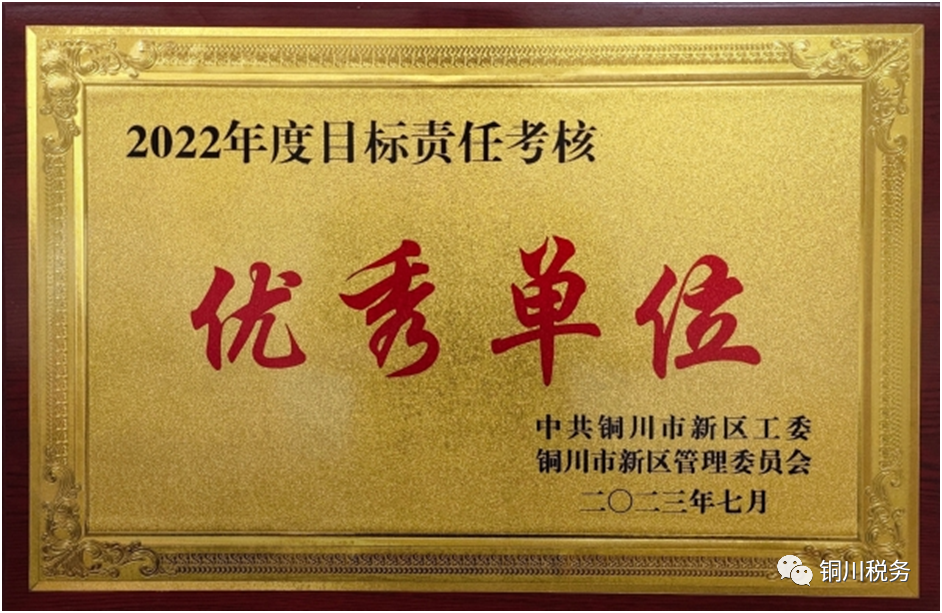 2022年度目标责任考核
优秀单位
中共铜川市新区工委
铜川市新区管理委员会
二〇二三年七月
铜川税务